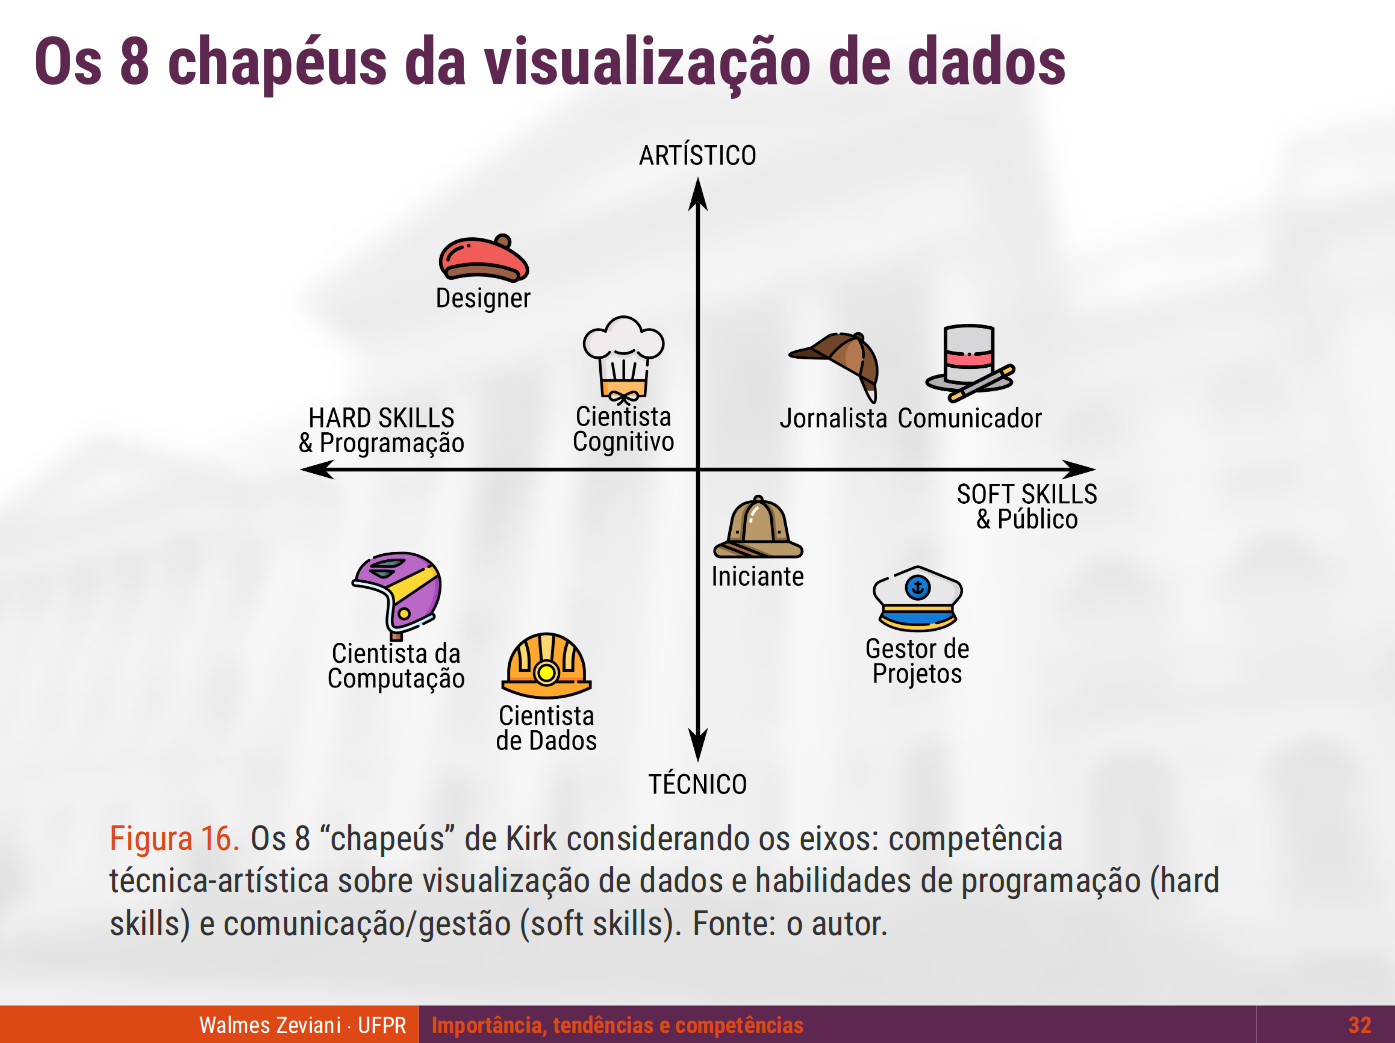 Os 8 chapéus da visualização de dados
ARTÍSTICO
Designer
Cientista
Cognitivo
Jornalista
Comunicador
HARD SKILLS
& Programação
SOFT SKILLS
& Público
Iniciante
Cientista da
Computação
Gestor de
Projetos
Cientista
de Dados
TÉCNICO
Figura 16. Os 8 “chapeús” de Kirk considerando os eixos: competência
técnica-artística sobre visualização de dados e habilidades de programação (hard
skills) e comunicação/gestão (soft skills). Fonte: o autor.
Walmes Zeviani · UFPR
Importância, tendências e competências
32